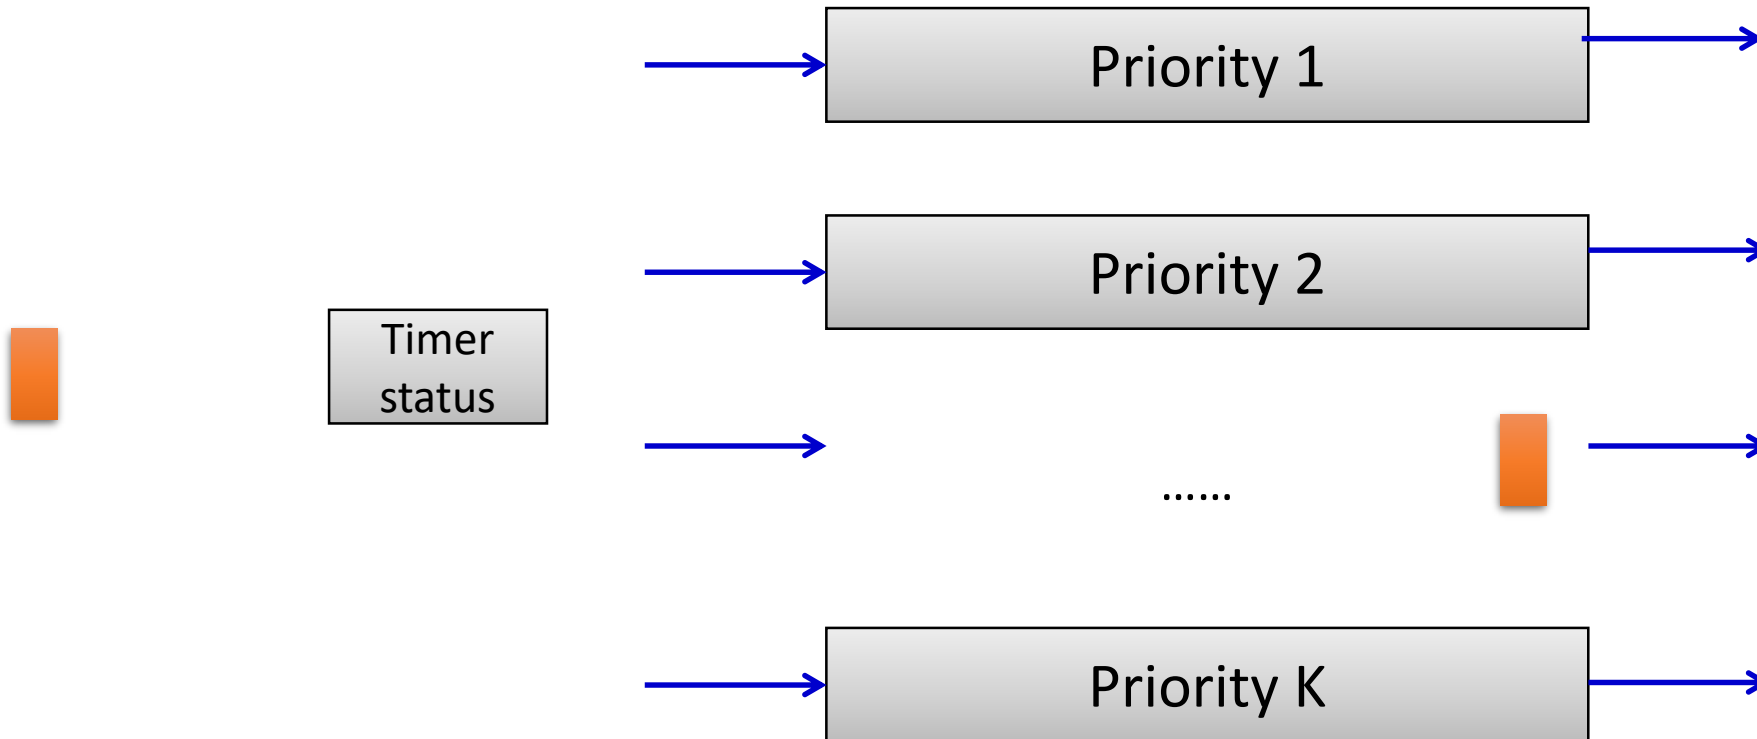 Priority 1
Priority 2
Timer
status
......
Priority K